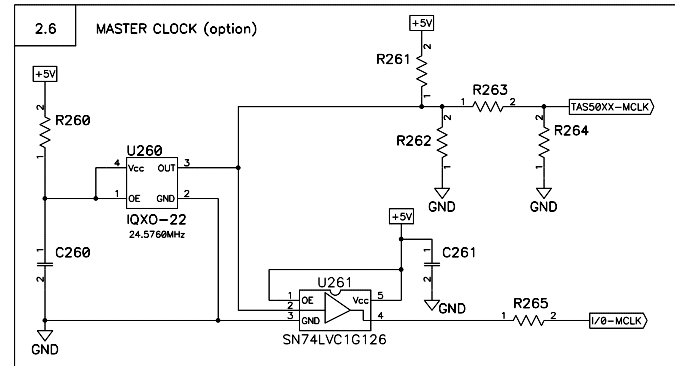 2.6 MASTER CLOCK (option)
+5V
+5V
R261
2
1
R263
1 2
TAS50XX-MCLK
2
R260
1
R262
2
1
R264
2
1
GND
GND
U260
4 Vcc OUT 3
1 OE GND 2
IQXO-22
24.5760MHz
+5V
C260
1
2
C261
1
2
GND
U261
1 OE Vcc 5
2
3 GND 4
SN74LVC1G126
R265
1 2
I/0-MCLK
GND